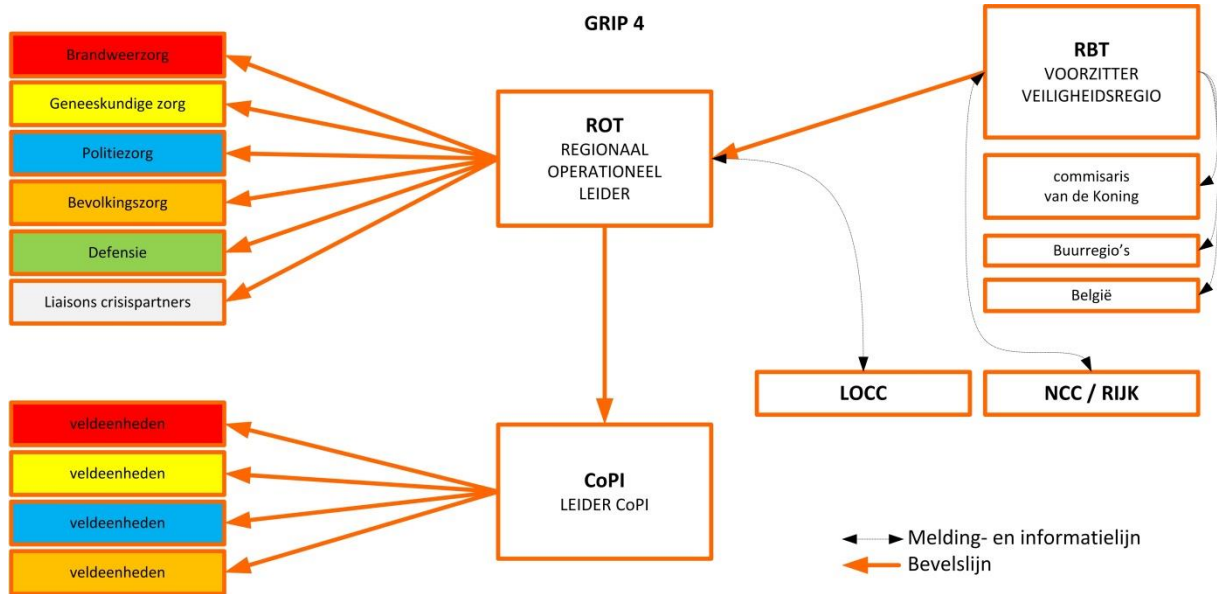 GRIP 4
Brandweerzorg
Geneeskundige zorg
Politiezorg
Bevolkingszorg
Defensie
Liaisons crisispartners
ROT
REGIONAAL
OPERATIONEEL
LEIDER
RBT
VOORZITTER
VEILIGHEIDSREGIO
commisaris
van de Koning
Buurregio's
België
LOCC
NCC / RIJK
veldeenheden
veldeenheden
veldeenheden
veldeenheden
CoPI
LEIDER CoPI
Melding- en informatielijn
Bevelslijn